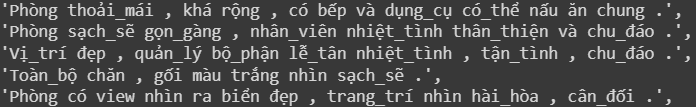 'Phòng thoải_mái , khá rộng , có bếp và dụng_cụ có_thể nấu ăn chung .',
'Phòng sạch_sẽ gọn_gàng , nhân_viên nhiệt_tình thân_thiện và chu_đáo .',
'Vị_trí đẹp , quản_lý bộ_phận lễ_tân nhiệt_tình , tận_tình , chu_đáo .',
'Toàn_bộ chăn , gối màu trắng nhìn sạch_sẽ .',
'Phòng có view nhìn ra biển đẹp , trang_trí nhìn hài_hòa , cân_đối .',